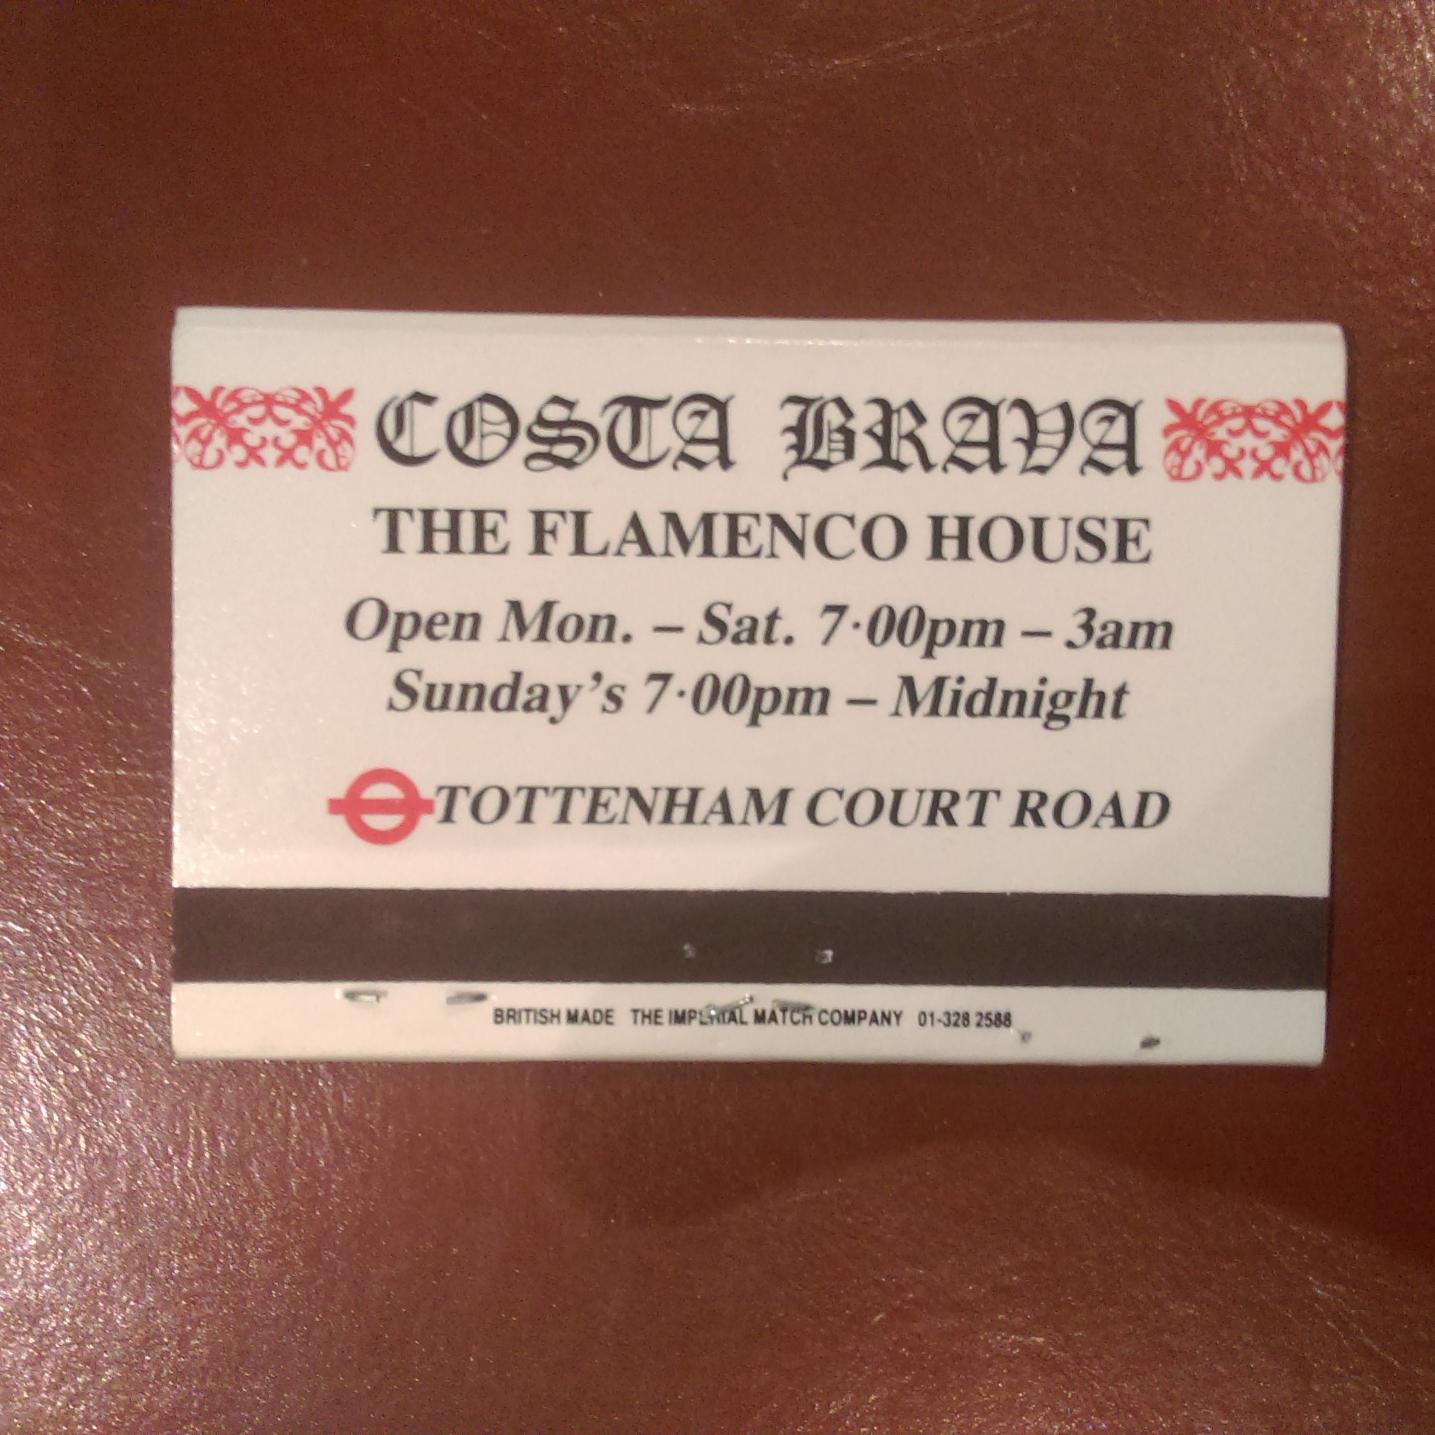 COSTA BRAVA
THE FLAMENCO HOUSE
Open Mon. – Sat. 7·00pm – 3am
Sunday's 7·00pm – Midnight
TOTTENHAM COURT ROAD
BRITISH MADE THE IMPERIAL MATCH COMPANY 01-328 2588